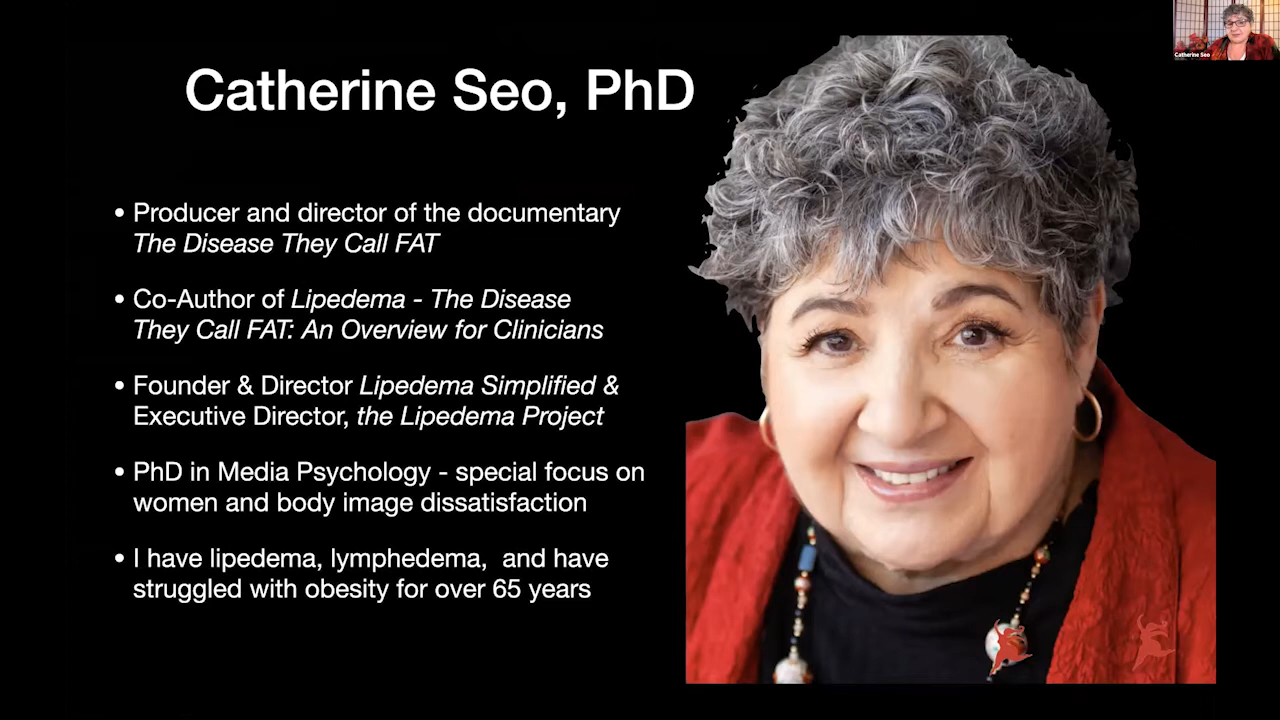 Catherine Seo, PhD
• Producer and director of the documentary
The Disease They Call FAT
• Co-Author of Lipedema - The Disease
They Call FAT: An Overview for Clinicians
• Founder & Director Lipedema Simplified &
Executive Director, the Lipedema Project
• PhD in Media Psychology - special focus on
women and body image dissatisfaction
• I have lipedema, lymphedema,  and have
struggled with obesity for over 65 years
Catherine Seo